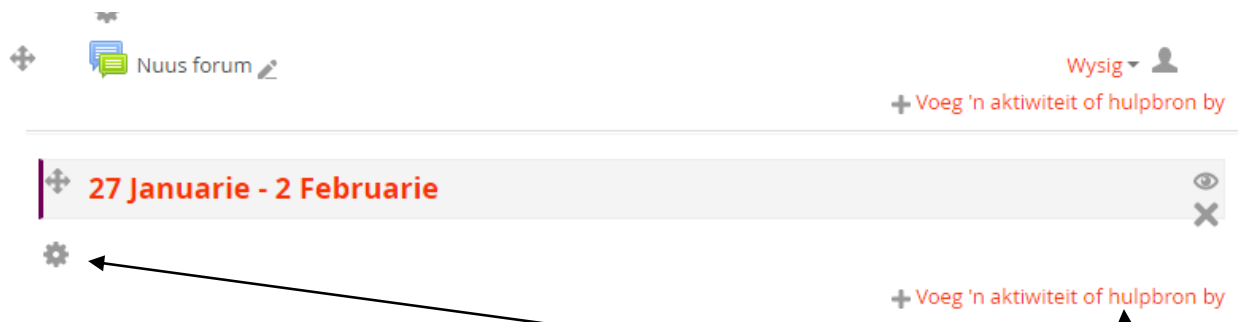 Nuus forum
Wysig
Voeg 'n aktiwiteit of hulpbron by
27 Januarie - 2 Februarie
Voeg 'n aktiwiteit of hulpbron by